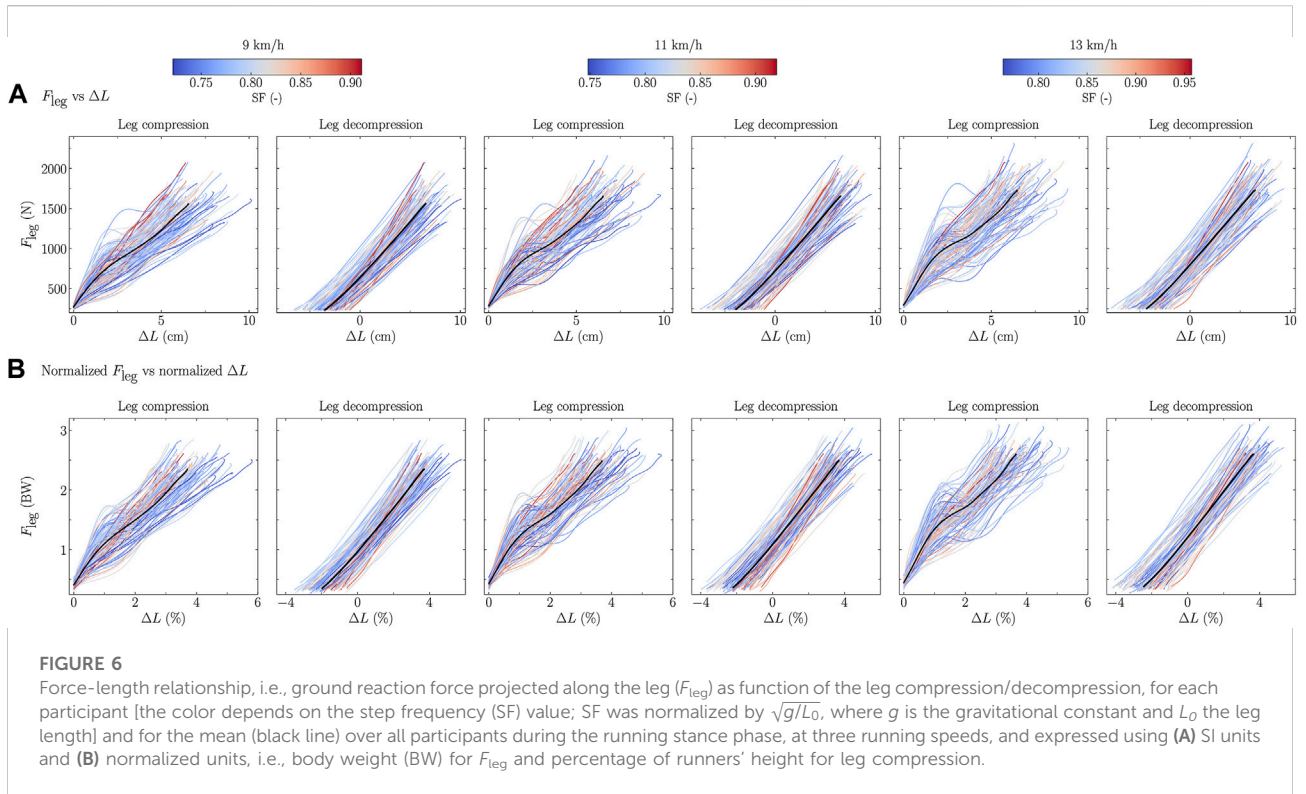 9 km/h 11 km/h 13 km/h
0.75 0.80 0.85 0.90 0.75 0.80 0.85 0.90 0.80 0.85 0.90 0.95
SF (-) SF (-) SF (-)
A F_leg vs ΔL
Leg compression Leg decompression Leg compression Leg decompression Leg compression Leg decompression
2000
1500
1000
500
F_leg (N)
0 5 10 0 5 10 0 5 10 0 5 10 0 5 10 0 5 10
ΔL (cm) ΔL (cm) ΔL (cm) ΔL (cm) ΔL (cm) ΔL (cm)
B Normalized F_leg vs normalized ΔL
Leg compression Leg decompression Leg compression Leg decompression Leg compression Leg decompression
3
2
1
F_leg (BW)
0 2 4 6 −4 0 4 0 2 4 6 −4 0 4 0 2 4 6 −4 0 4
ΔL (%) ΔL (%) ΔL (%) ΔL (%) ΔL (%) ΔL (%)
FIGURE 6
Force-length relationship, i.e., ground reaction force projected along the leg (F_leg) as function of the leg compression/decompression, for each
participant [the color depends on the step frequency (SF) value; SF was normalized by √g/L₀, where g is the gravitational constant and L₀ the leg
length] and for the mean (black line) over all participants during the running stance phase, at three running speeds, and expressed using (A) SI units
and (B) normalized units, i.e., body weight (BW) for F_leg and percentage of runners' height for leg compression.